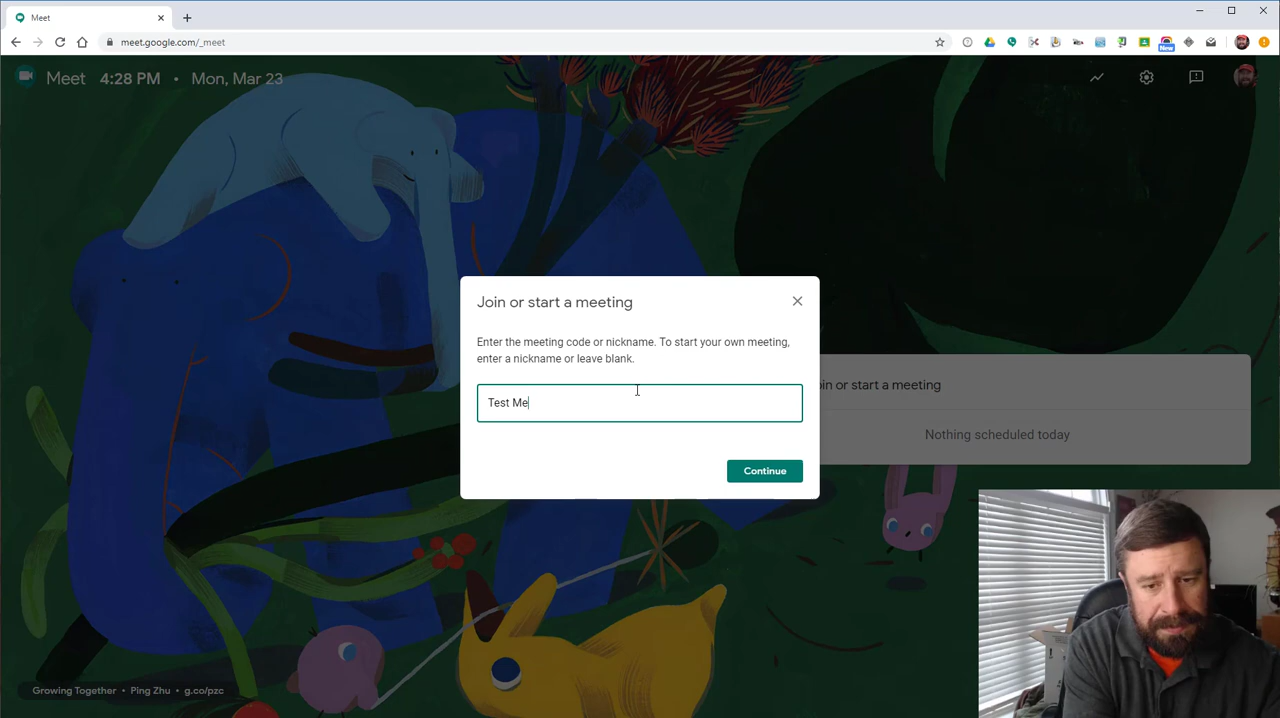 Meet
meet.google.com/_meet
New
Meet 4:28 PM • Mon, Mar 23
Join or start a meeting
Enter the meeting code or nickname. To start your own meeting,
enter a nickname or leave blank.
Test Me
Continue
oin or start a meeting
Nothing scheduled today
Growing Together • Ping Zhu • g.co/pzc